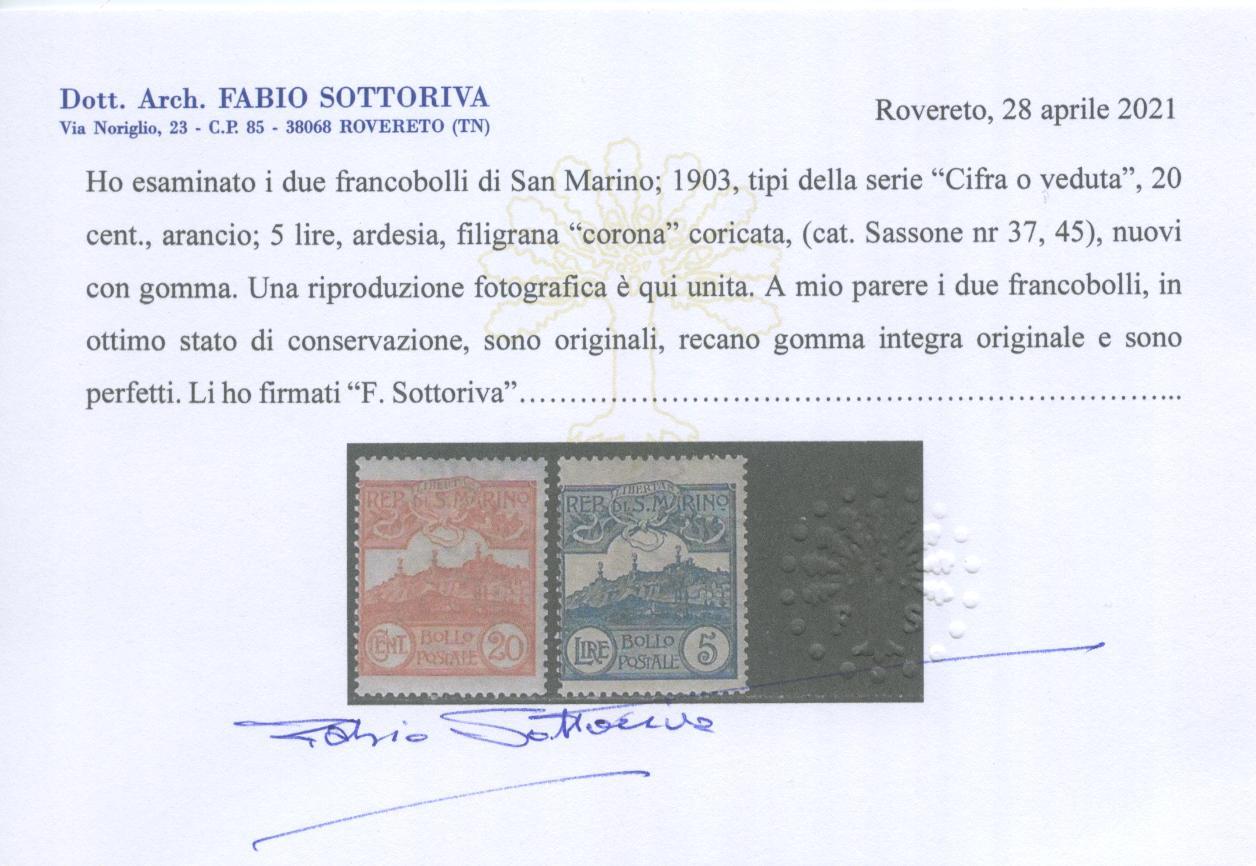 Dott. Arch. FABIO SOTTORIVA
Via Noriglio, 23 - C.P. 85 - 38068 ROVERETO (TN)
Rovereto, 28 aprile 2021
Ho esaminato i due francobolli di San Marino; 1903, tipi della serie “Cifra o veduta”, 20
cent., arancio; 5 lire, ardesia, filigrana “corona” coricata, (cat. Sassone nr 37, 45), nuovi
con gomma. Una riproduzione fotografica è qui unita. A mio parere i due francobolli, in
ottimo stato di conservazione, sono originali, recano gomma integra originale e sono
perfetti. Li ho firmati “F. Sottoriva”…………………………………………………………...
LIBERTAS
REP. DI S. MARINO
CENT BOLLO POSTALE 20
LIBERTAS
REP. DI S. MARINO
LIRE BOLLO POSTALE 5
F S
Fabio Sottoriva